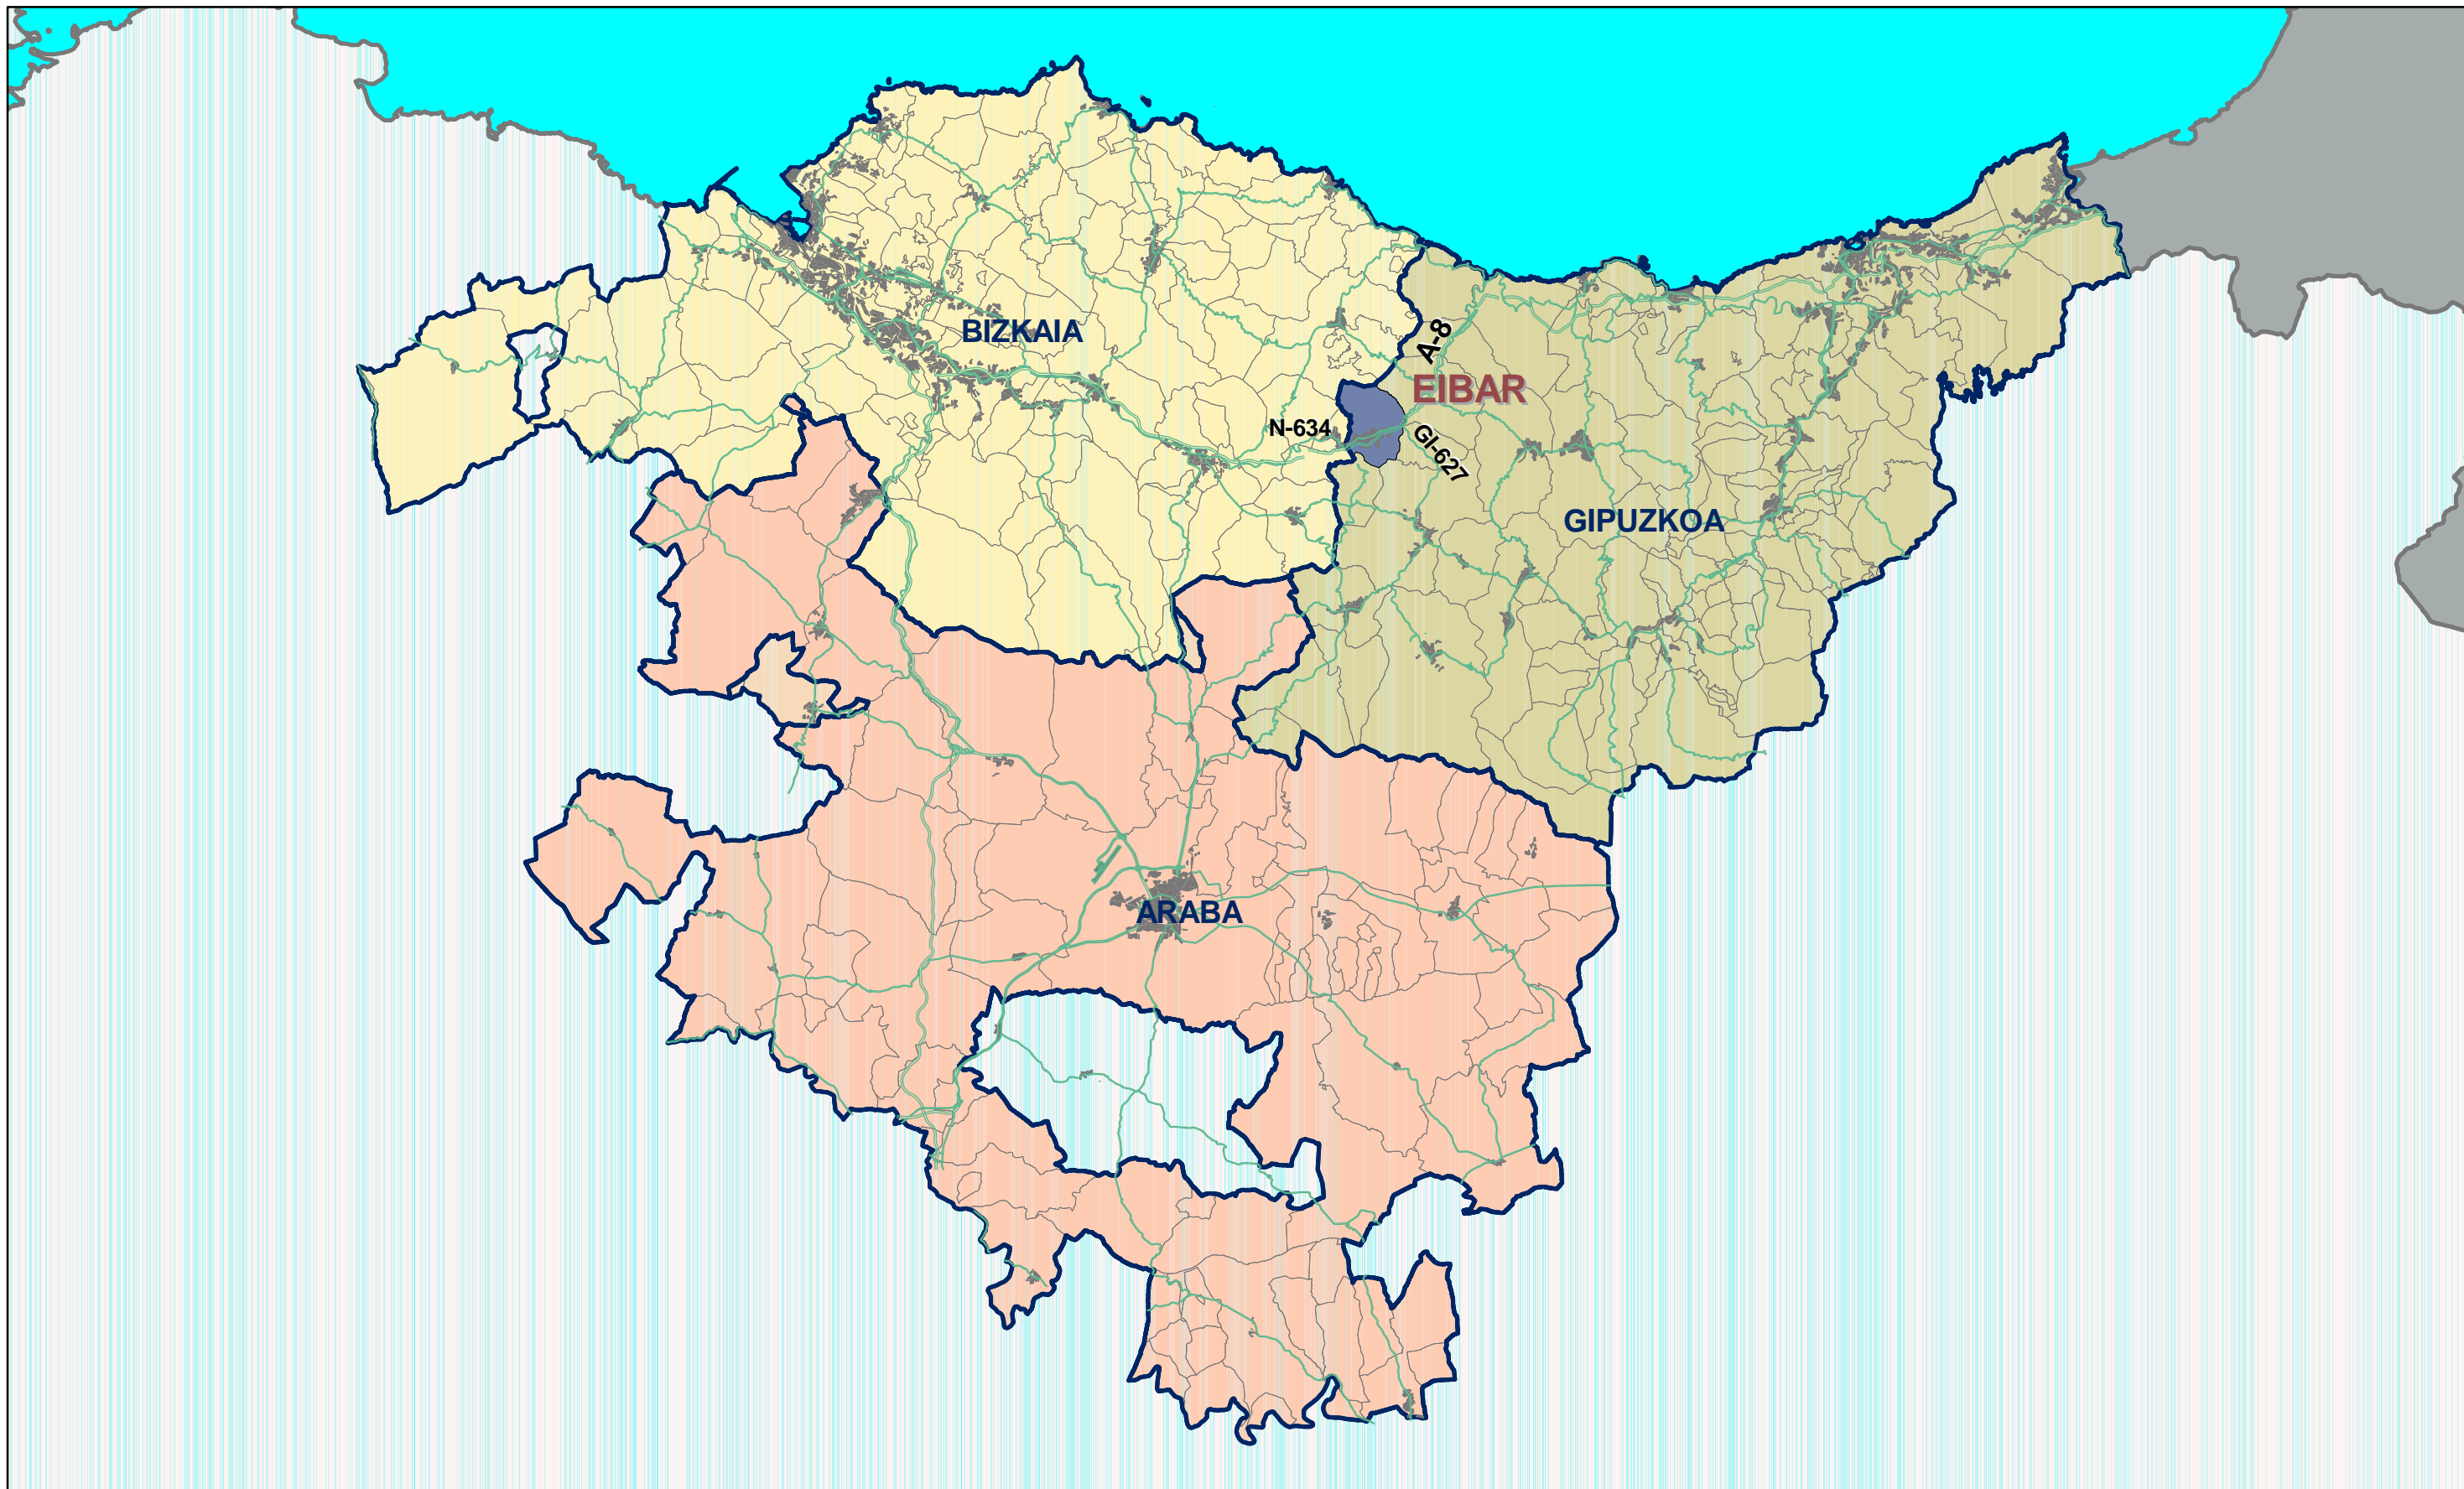 BIZKAIA
A-8
EIBAR
N-634
GI-627
GIPUZKOA
ARABA